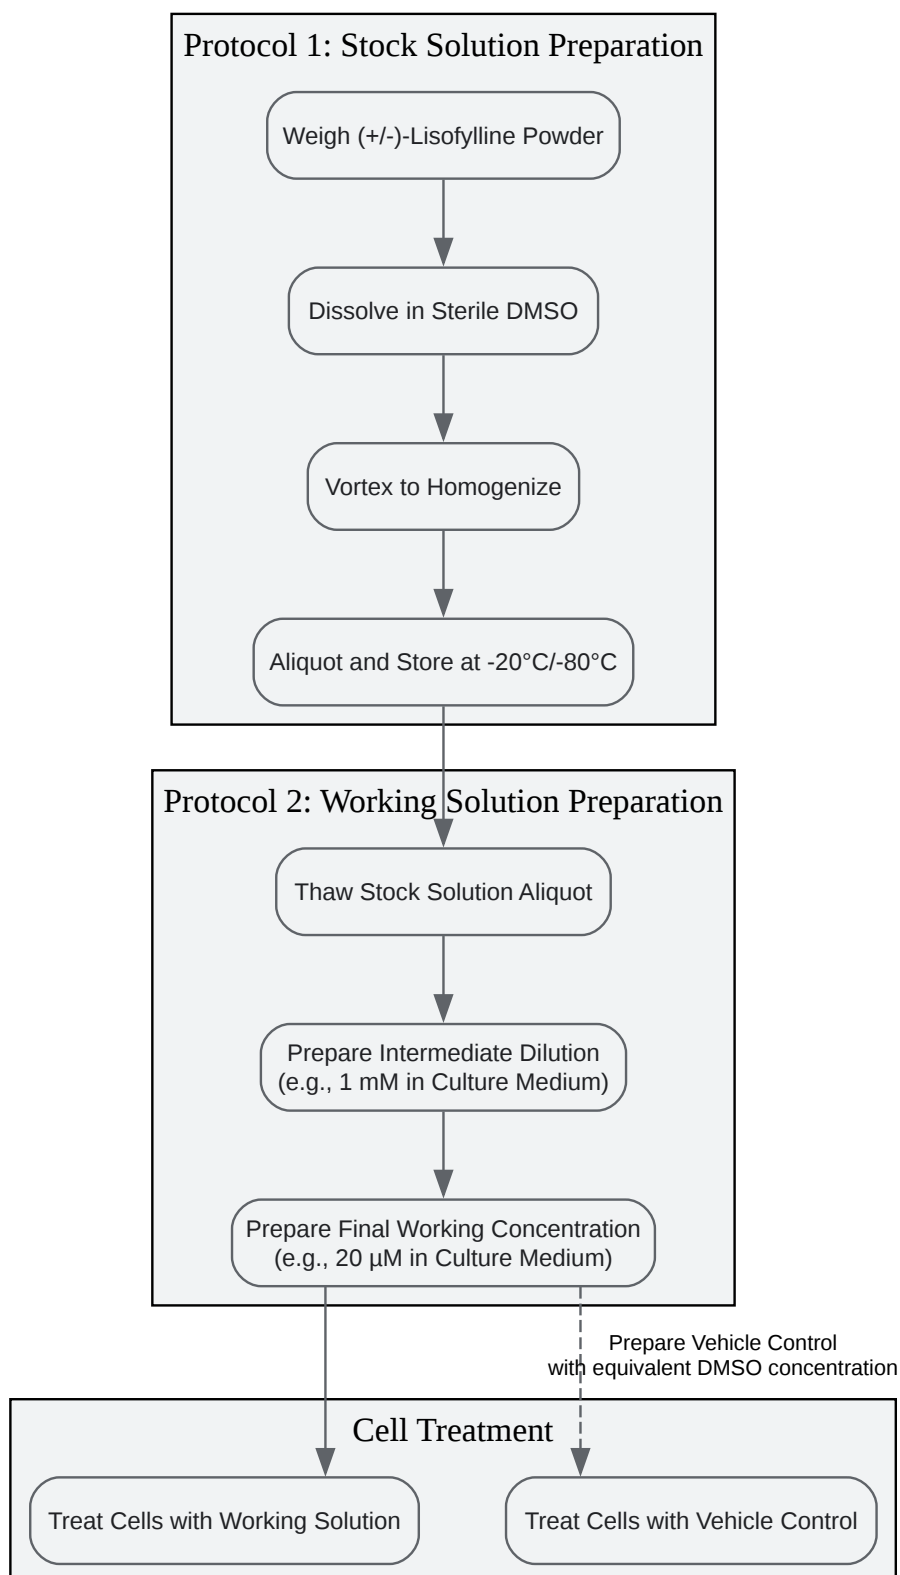 Protocol 1: Stock Solution Preparation
Weigh (+/-)-Lisofylline Powder
Dissolve in Sterile DMSO
Vortex to Homogenize
Aliquot and Store at -20°C/-80°C
Protocol 2: Working Solution Preparation
Thaw Stock Solution Aliquot
Prepare Intermediate Dilution
(e.g., 1 mM in Culture Medium)
Prepare Final Working Concentration
(e.g., 20 µM in Culture Medium)
Prepare Vehicle Control
with equivalent DMSO concentration
Cell Treatment
Treat Cells with Working Solution
Treat Cells with Vehicle Control